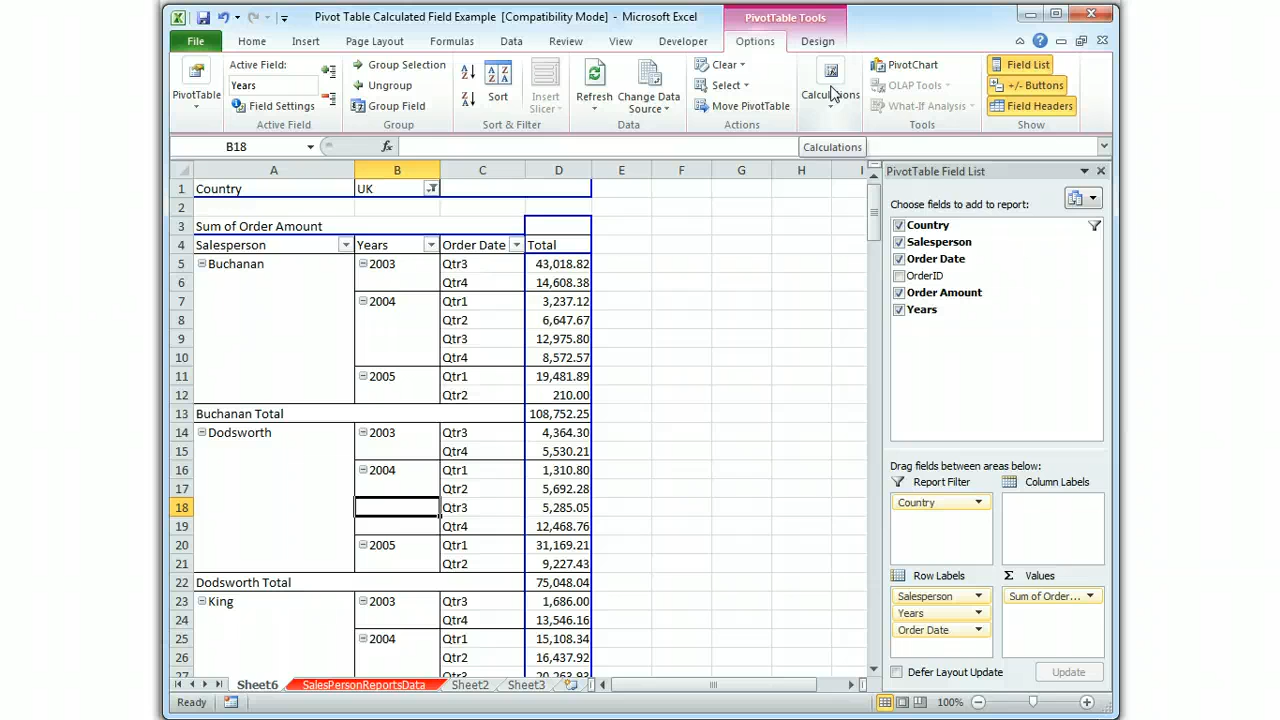 Pivot Table Calculated Field Example [Compatibility Mode] - Microsoft Excel
PivotTable Tools
File Home Insert Page Layout Formulas Data Review View Developer Options Design
PivotTable
Active Field:
Years
Field Settings
Active Field
Group Selection
Ungroup
Group Field
Group
Sort
Insert Slicer
Sort & Filter
Refresh
Change Data Source
Data
Clear
Select
Move PivotTable
Actions
Calculations
PivotChart
OLAP Tools
What-If Analysis
Tools
Field List
+/- Buttons
Field Headers
Show
B18
fx
Calculations
A B C D E F G H I
1 Country UK
2
3 Sum of Order Amount
4 Salesperson Years Order Date Total
5 Buchanan 2003 Qtr3 43,018.82
6 Qtr4 14,608.38
7 2004 Qtr1 3,237.12
8 Qtr2 6,647.67
9 Qtr3 12,975.80
10 Qtr4 8,572.57
11 2005 Qtr1 19,481.89
12 Qtr2 210.00
13 Buchanan Total 108,752.25
14 Dodsworth 2003 Qtr3 4,364.30
15 Qtr4 5,530.21
16 2004 Qtr1 1,310.80
17 Qtr2 5,692.28
18 Qtr3 5,285.05
19 Qtr4 12,468.76
20 2005 Qtr1 31,169.21
21 Qtr2 9,227.43
22 Dodsworth Total 75,048.04
23 King 2003 Qtr3 1,686.00
24 Qtr4 13,546.16
25 2004 Qtr1 15,108.34
26 Qtr2 16,437.92
27 Qtr3 20,263.93
PivotTable Field List
Choose fields to add to report:
Country
Salesperson
Order Date
OrderID
Order Amount
Years
Drag fields between areas below:
Report Filter
Column Labels
Country
Row Labels
Σ Values
Salesperson
Years
Order Date
Sum of Order...
Defer Layout Update
Update
Sheet6 SalesPersonReportsData Sheet2 Sheet3
Ready
100%